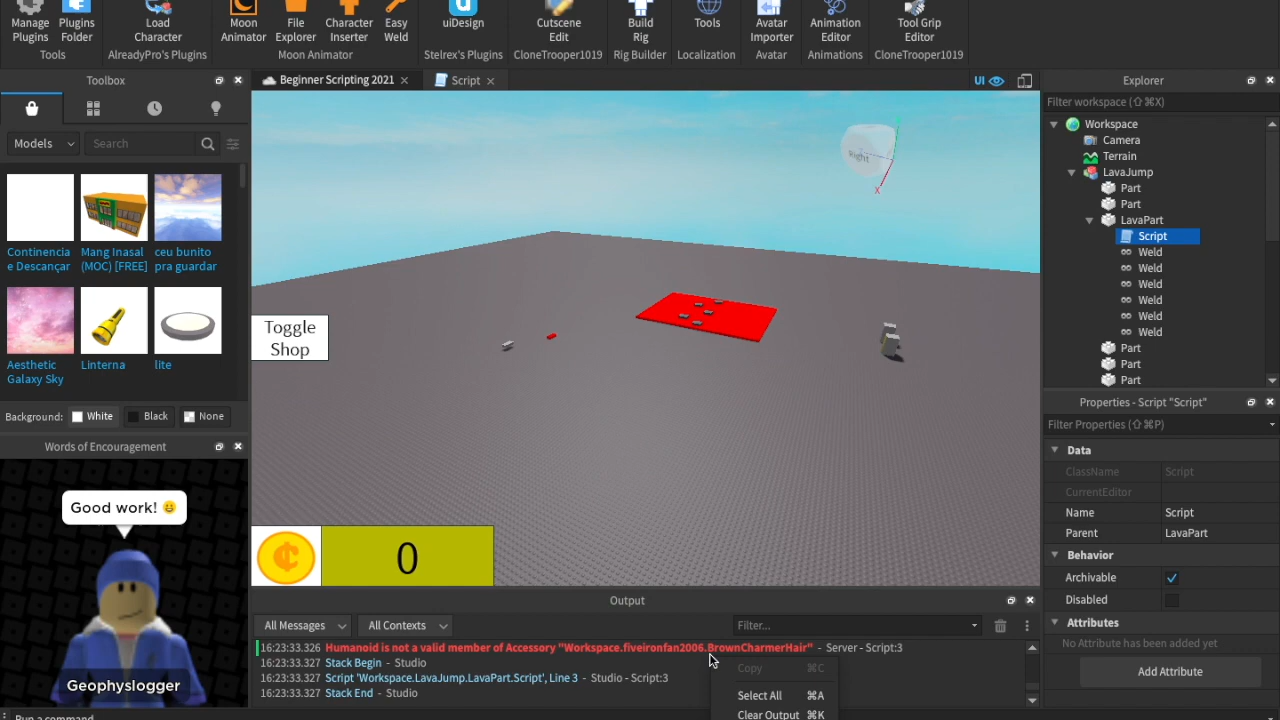 Manage Plugins
Plugins Folder
Tools
Load Character
AlreadyPro's Plugins
Moon Animator
File Explorer
Character Inserter
Easy Weld
Moon Animator
uiDesign
Stelrex's Plugins
Cutscene Edit
CloneTrooper1019
Build Rig
Rig Builder
Tools
Localization
Avatar Importer
Avatar
Animation Editor
Animations
Tool Grip Editor
CloneTrooper1019
Toolbox
Models
Search
Continencia e Descançar
Mang Inasal (MOC) [FREE]
ceu bunito pra guardar
Aesthetic Galaxy Sky
Linterna
lite
Background:
White
Black
None
Words of Encouragement
Good work! 😀
Geophyslogger
Beginner Scripting 2021
Script
UI
Right
X
Toggle
Shop
¢
0
Output
All Messages
All Contexts
Filter...
16:23:33.326 Humanoid is not a valid member of Accessory "Workspace.fiveironfan2006.BrownCharmerHair" - Server - Script:3
16:23:33.327 Stack Begin - Studio
16:23:33.327 Script 'Workspace.LavaJump.LavaPart.Script', Line 3 - Studio - Script:3
16:23:33.327 Stack End - Studio
Copy ⌘C
Select All ⌘A
Clear Output ⌘K
Explorer
Filter workspace (⇧⌘X)
Workspace
Camera
Terrain
LavaJump
Part
Part
LavaPart
Script
Weld
Weld
Weld
Weld
Weld
Weld
Part
Part
Part
Properties - Script "Script"
Filter Properties (⇧⌘P)
Data
ClassName Script
CurrentEditor
Name Script
Parent LavaPart
Behavior
Archivable
Disabled
Attributes
No Attribute has been added yet
Add Attribute
Run a command